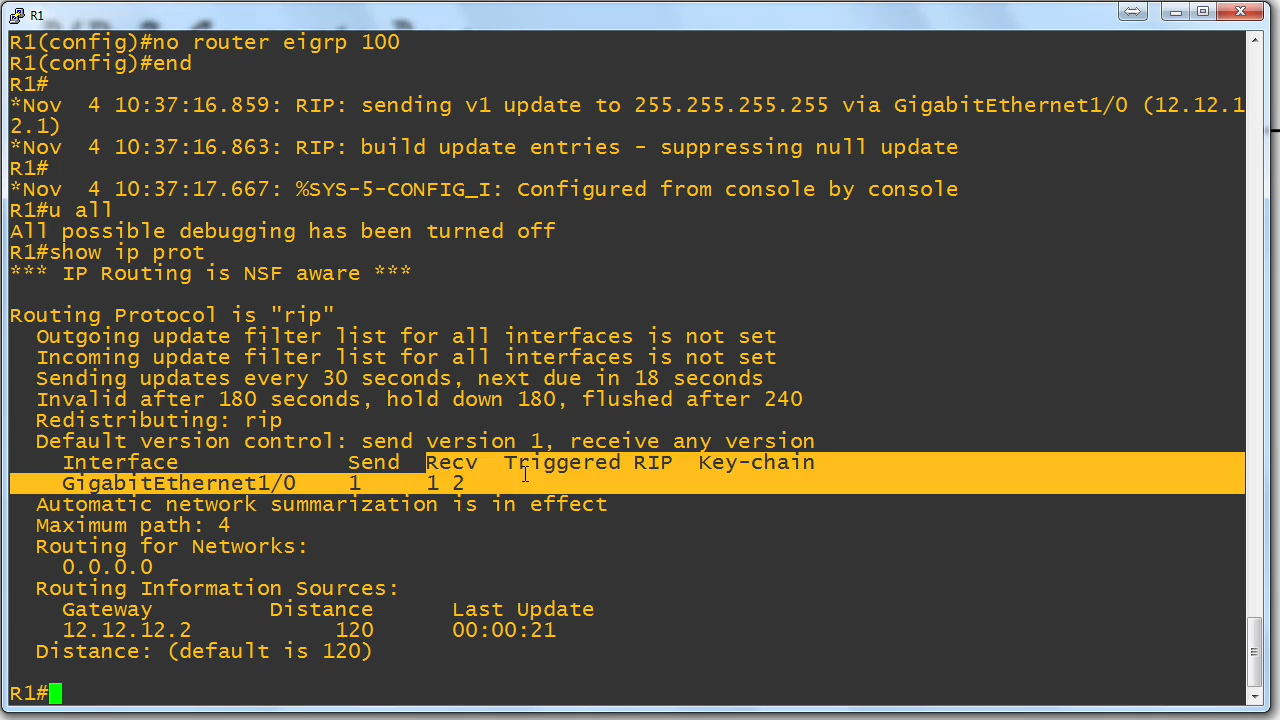 R1
R1(config)#no router eigrp 100
R1(config)#end
R1#
*Nov  4 10:37:16.859: RIP: sending v1 update to 255.255.255.255 via GigabitEthernet1/0 (12.12.1
2.1)
*Nov  4 10:37:16.863: RIP: build update entries - suppressing null update
R1#
*Nov  4 10:37:17.667: %SYS-5-CONFIG_I: Configured from console by console
R1#u all
All possible debugging has been turned off
R1#show ip prot
*** IP Routing is NSF aware ***
Routing Protocol is "rip"
  Outgoing update filter list for all interfaces is not set
  Incoming update filter list for all interfaces is not set
  Sending updates every 30 seconds, next due in 18 seconds
  Invalid after 180 seconds, hold down 180, flushed after 240
  Redistributing: rip
  Default version control: send version 1, receive any version
    Interface             Send  Recv  Triggered RIP  Key-chain
    GigabitEthernet1/0    1     1 2
  Automatic network summarization is in effect
  Maximum path: 4
  Routing for Networks:
    0.0.0.0
  Routing Information Sources:
    Gateway         Distance      Last Update
    12.12.12.2           120      00:00:21
  Distance: (default is 120)
R1#